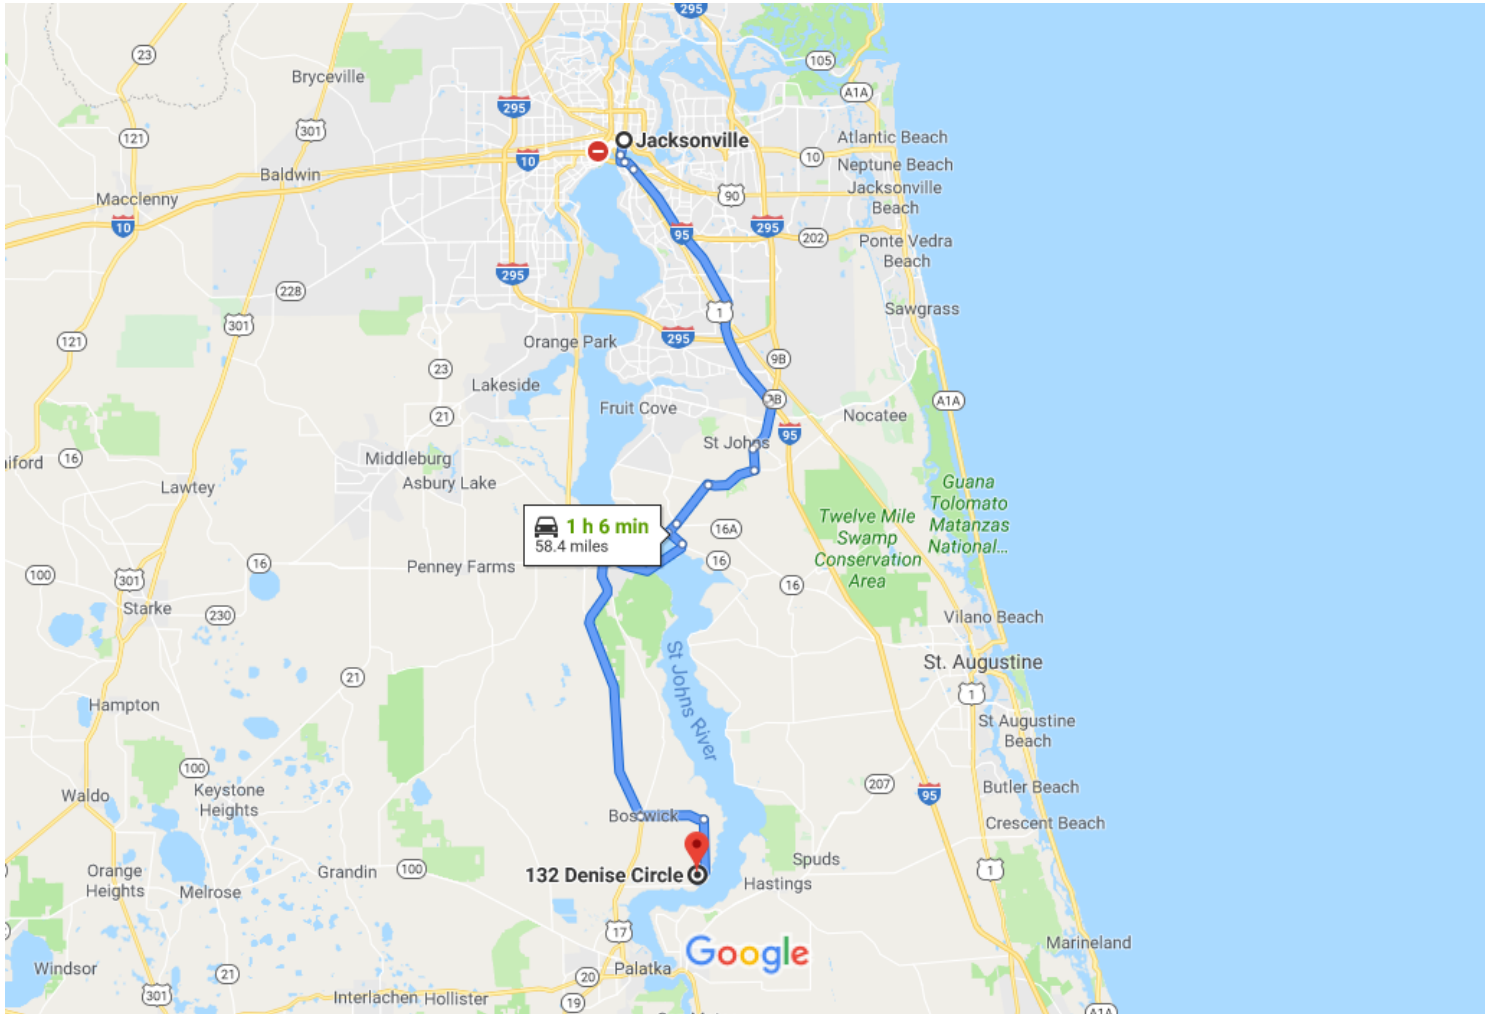 295
23
Bryceville
105
295
A1A
301
121
Jacksonville
Atlantic Beach
10
10
Neptune Beach
Baldwin
Jacksonville
Beach
90
Macclenny
10
295
95
202
Ponte Vedra
Beach
295
228
Sawgrass
1
301
121
Orange Park
295
9B
23
Lakeside
9B
A1A
Fruit Cove
21
Nocatee
95
St Johns
16
Middleburg
Asbury Lake
Lawtey
Guana
Tolomato
Matanzas
National...
Twelve Mile
Swamp
Conservation
Area
1 h 6 min
58.4 miles
16A
16
16
Penney Farms
100
301
16
Starke
230
Vilano Beach
St Johns River
St. Augustine
21
1
Hampton
St Augustine
Beach
100
Keystone
Heights
Waldo
207
95
Butler Beach
Bostwick
Crescent Beach
Spuds
Orange
Heights
Grandin
100
132 Denise Circle
Hastings
1
Melrose
17
Google
Marineland
Windsor
21
Palatka
20
301
Interlachen
Hollister
19
A1A